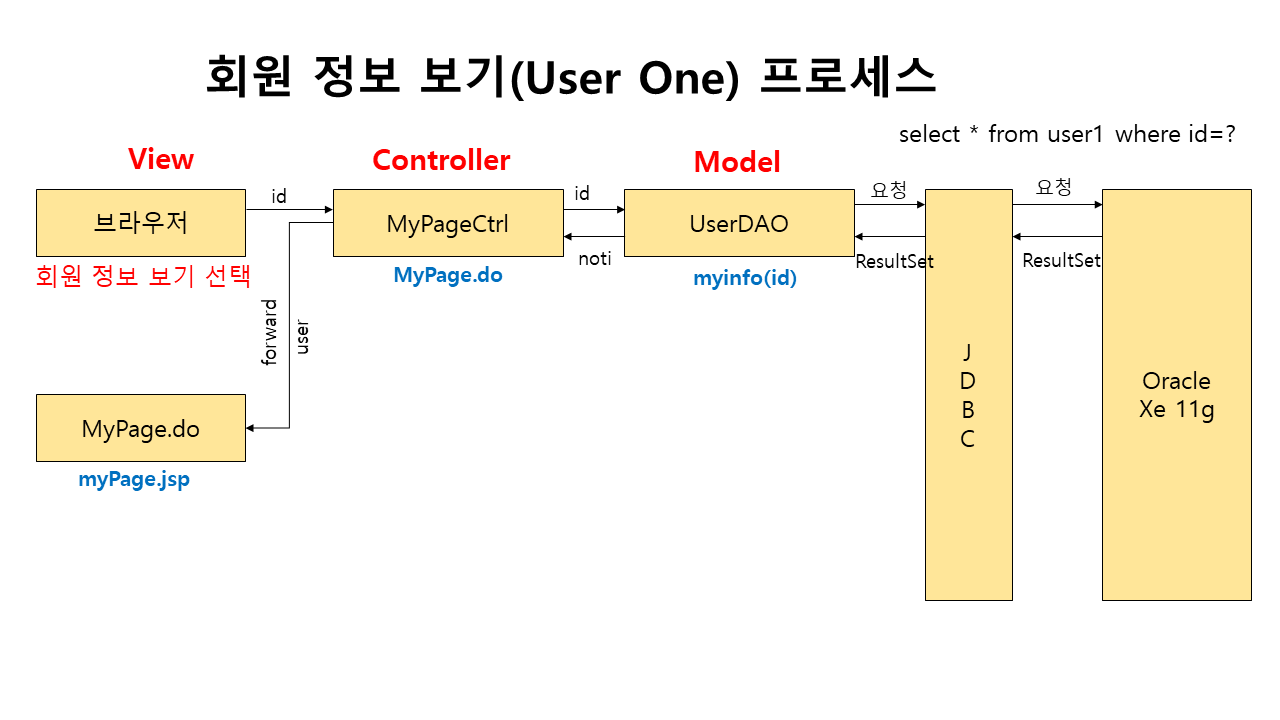 회원 정보 보기(User One) 프로세스
select * from user1 where id=?
View
Controller
Model
브라우저
id
MyPageCtrl
id
UserDAO
요청
요청
noti
ResultSet
ResultSet
회원 정보 보기 선택
MyPage.do
myinfo(id)
forward
user
J
D
B
C
Oracle
Xe 11g
MyPage.do
myPage.jsp